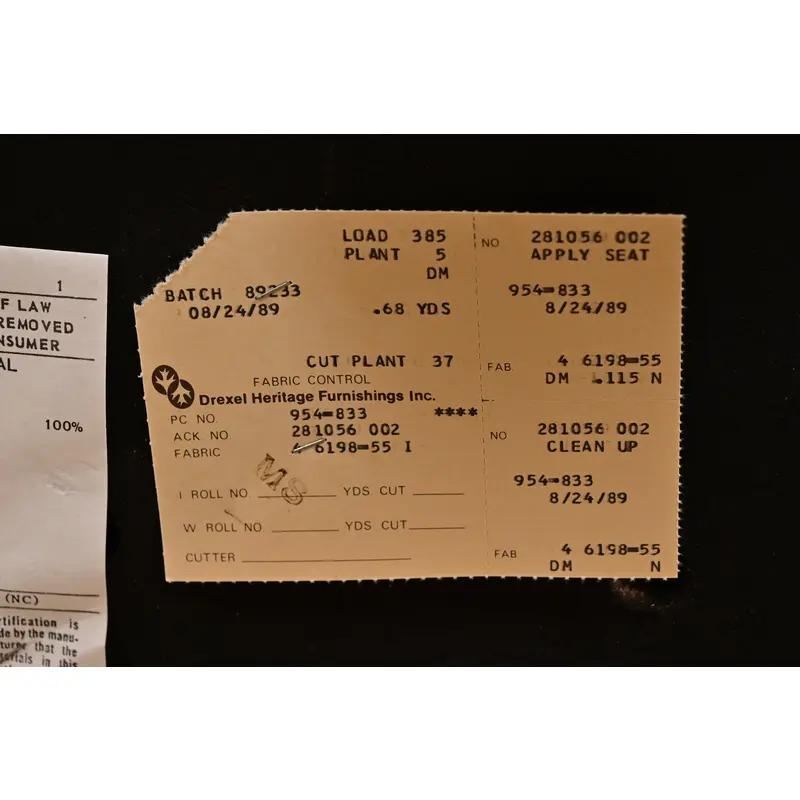 1
F LAW
REMOVED
NSUMER
AL
100%
(NC)
tification is
de by the manu-
that the
in this
LOAD 385
PLANT 5
DM
BATCH 89233
08/24/89 .68 YDS
CUT PLANT 37
FABRIC CONTROL
Drexel Heritage Furnishings Inc.
PC NO. 954-833 ****
ACK NO 281056 002
FABRIC 4 6198-55 I
MS
I ROLL NO YDS CUT
W ROLL NO YDS CUT
CUTTER
NO 281056 002
APPLY SEAT
954-833
8/24/89
FAB. 4 6198-55
DM .115 N
NO 281056 002
CLEAN UP
954-833
8/24/89
FAB 4 6198-55
DM N